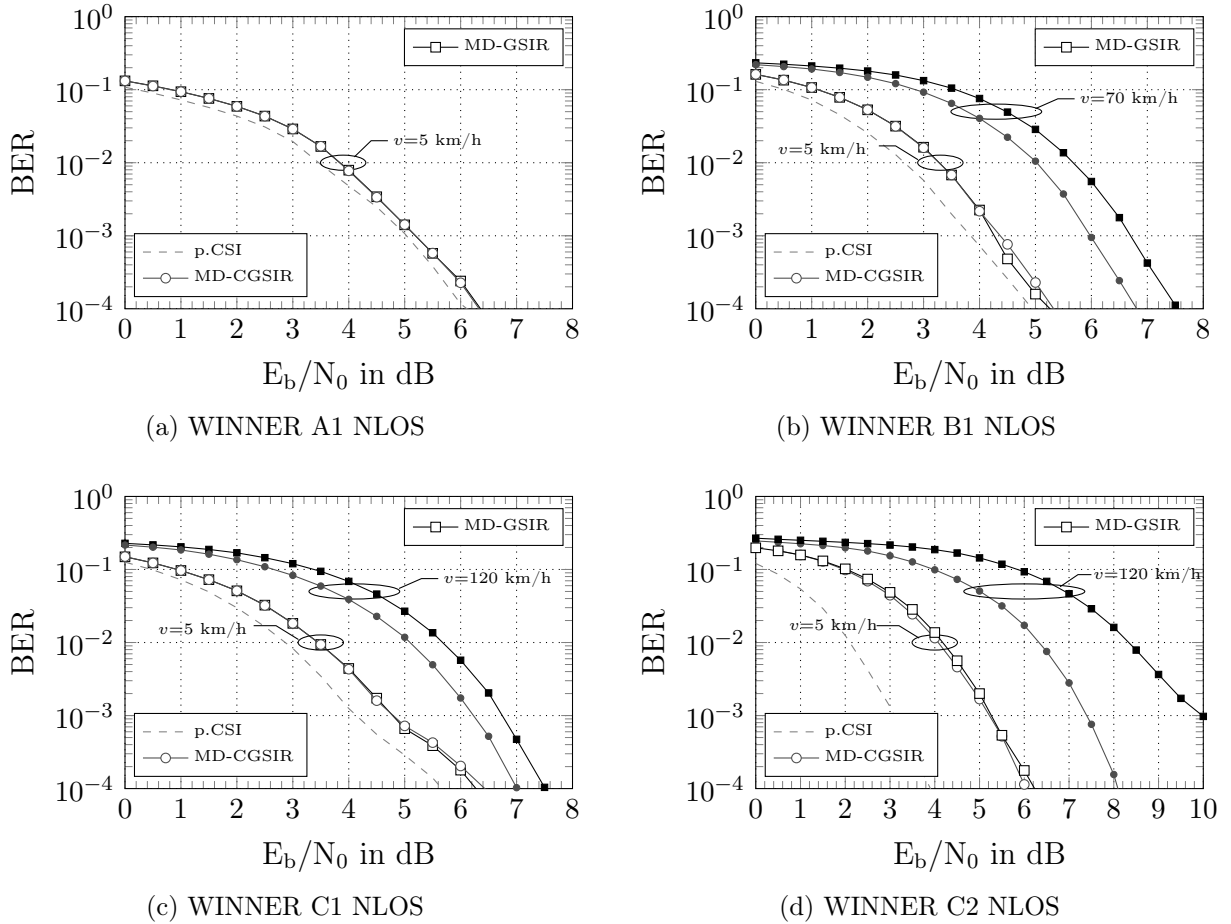 10^0
10^-1
10^-2
10^-3
10^-4
BER
MD-GSIR
v=5 km/h
p.CSI
MD-CGSIR
0 1 2 3 4 5 6 7 8
E_b/N_0 in dB
(a) WINNER A1 NLOS
10^0
10^-1
10^-2
10^-3
10^-4
BER
MD-GSIR
v=70 km/h
v=5 km/h
p.CSI
MD-CGSIR
0 1 2 3 4 5 6 7 8
E_b/N_0 in dB
(b) WINNER B1 NLOS
10^0
10^-1
10^-2
10^-3
10^-4
BER
MD-GSIR
v=120 km/h
v=5 km/h
p.CSI
MD-CGSIR
0 1 2 3 4 5 6 7 8
E_b/N_0 in dB
(c) WINNER C1 NLOS
10^0
10^-1
10^-2
10^-3
10^-4
BER
MD-GSIR
v=120 km/h
v=5 km/h
p.CSI
MD-CGSIR
0 1 2 3 4 5 6 7 8 9 10
E_b/N_0 in dB
(d) WINNER C2 NLOS